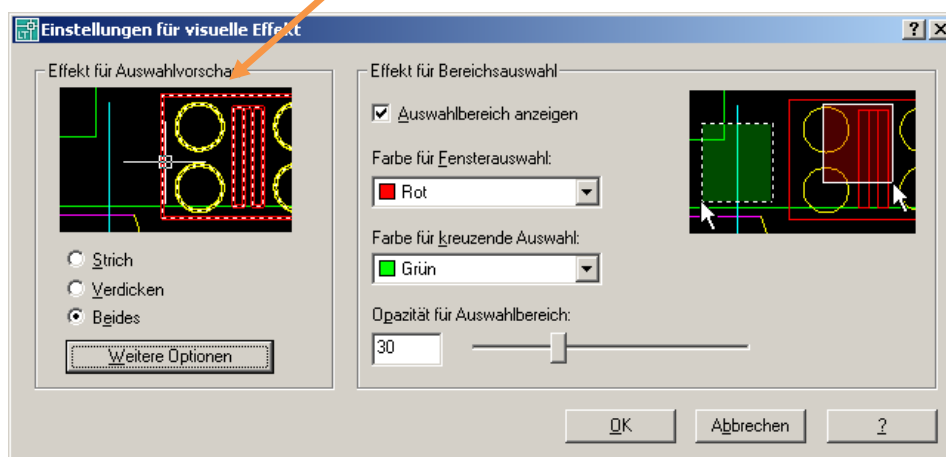 Einstellungen für visuelle Effekt
Effekt für Auswahlvorschau
Strich
Verdicken
Beides
Weitere Optionen
Effekt für Bereichsauswahl
Auswahlbereich anzeigen
Farbe für Fensterauswahl:
Rot
Farbe für kreuzende Auswahl:
Grün
Opazität für Auswahlbereich:
30
OK
Abbrechen
?